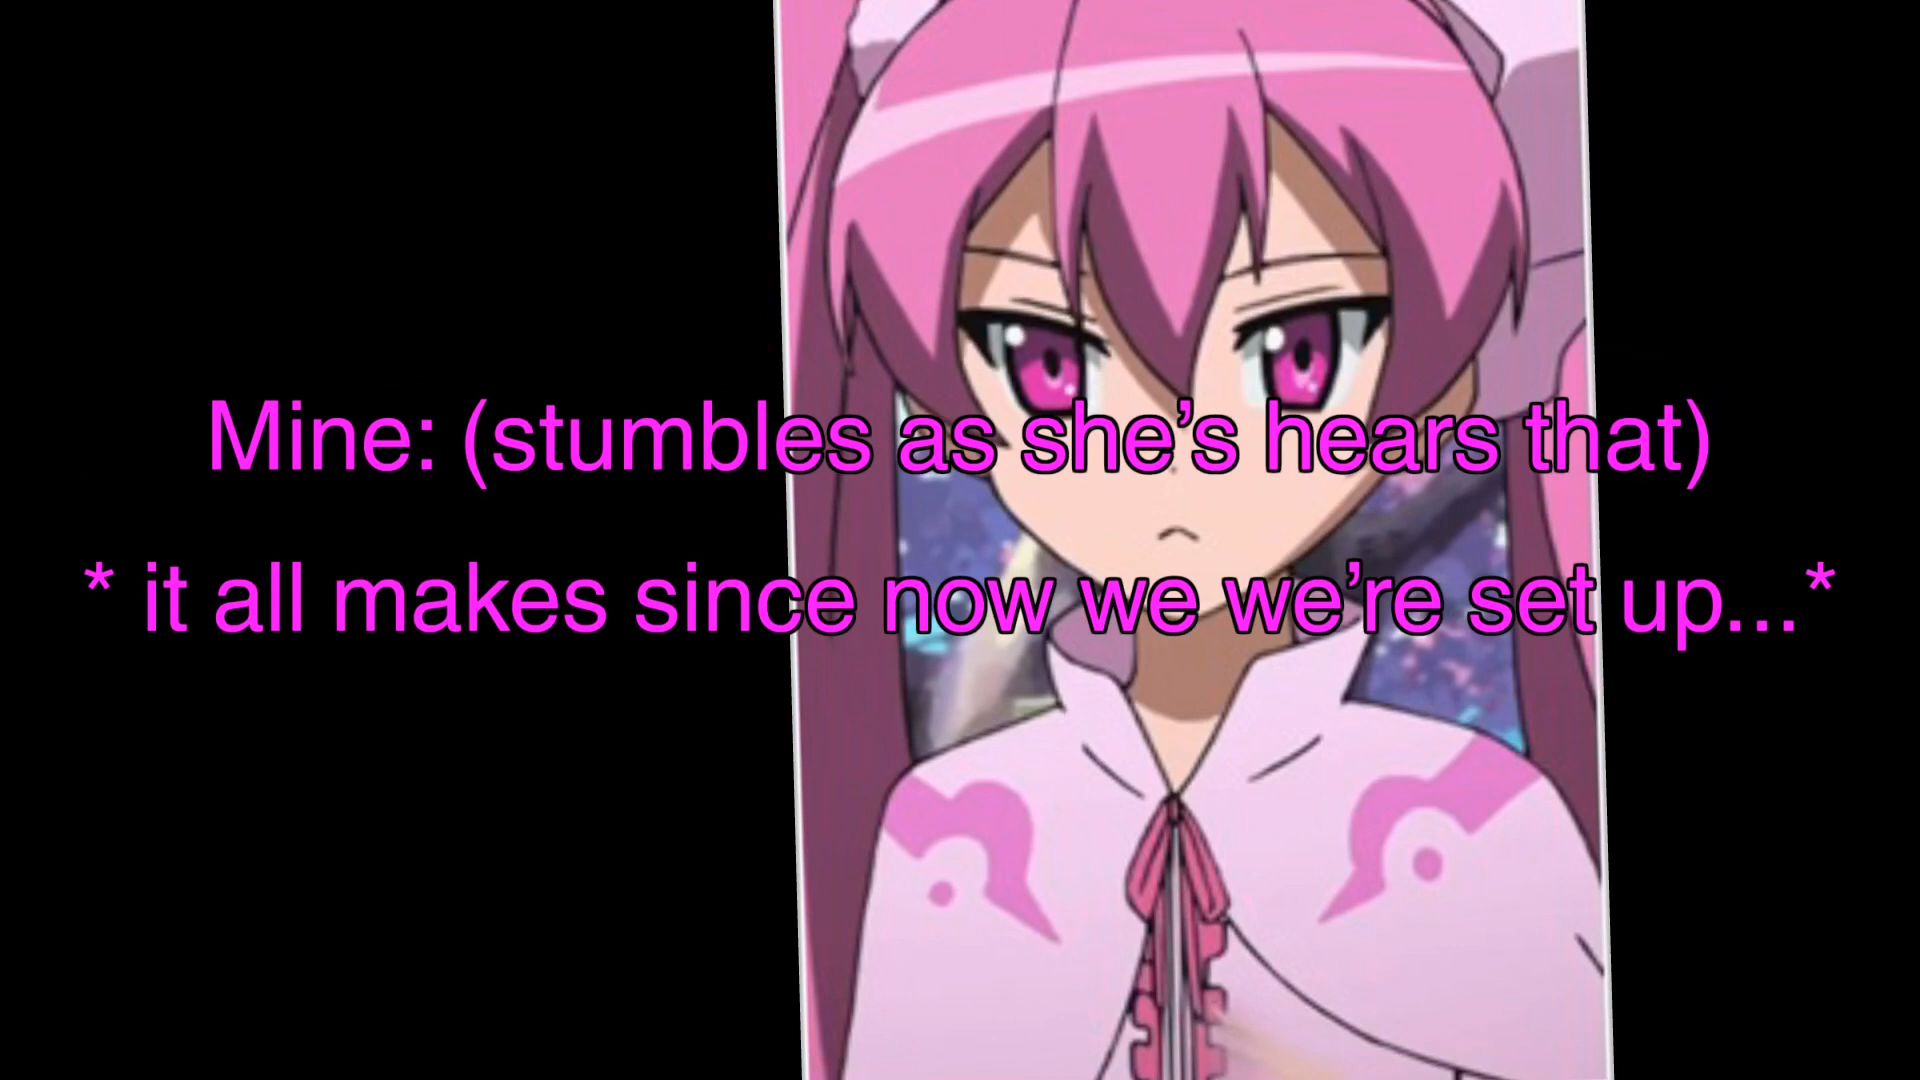 Mine: (stumbles as she’s hears that)
* it all makes since now we we’re set up...*